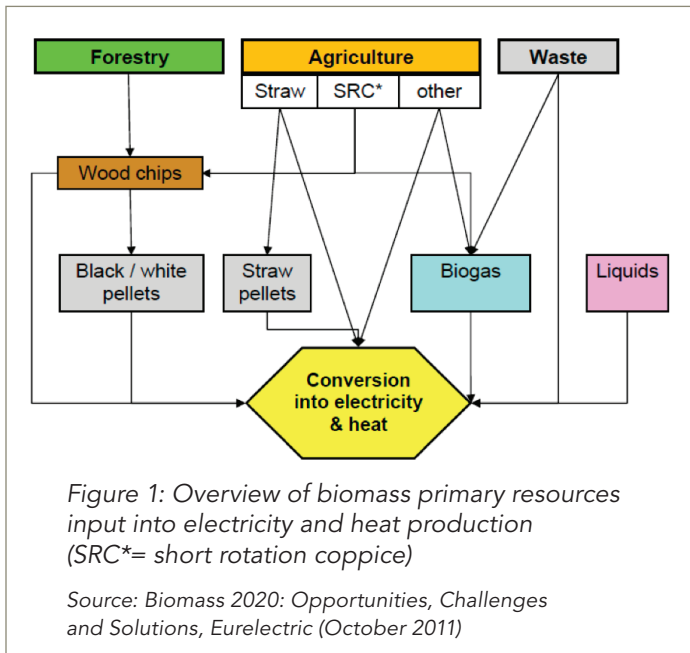 Forestry
Agriculture
Waste
Straw
SRC*
other
Wood chips
Black / white
pellets
Straw
pellets
Biogas
Liquids
Conversion
into electricity
& heat
Figure 1: Overview of biomass primary resources
input into electricity and heat production
(SRC*= short rotation coppice)
Source: Biomass 2020: Opportunities, Challenges
and Solutions, Eurelectric (October 2011)